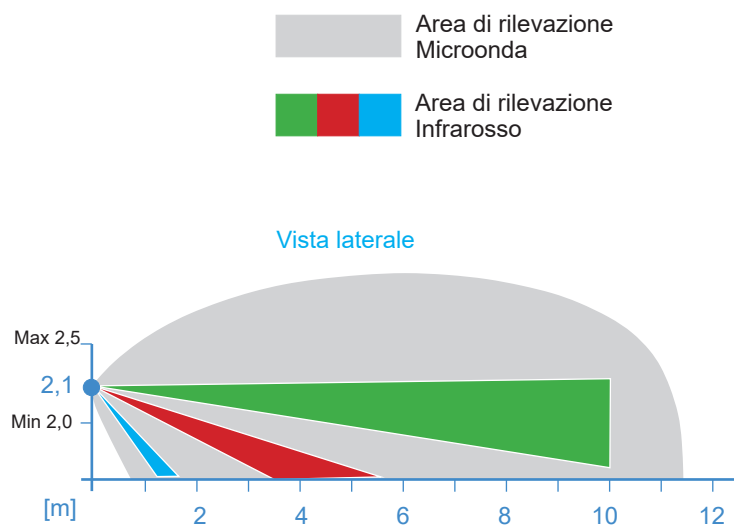 Area di rilevazione
Microonda
Area di rilevazione
Infrarosso
Vista laterale
Max 2,5
2,1
Min 2,0
[m]
2
4
6
8
10
12